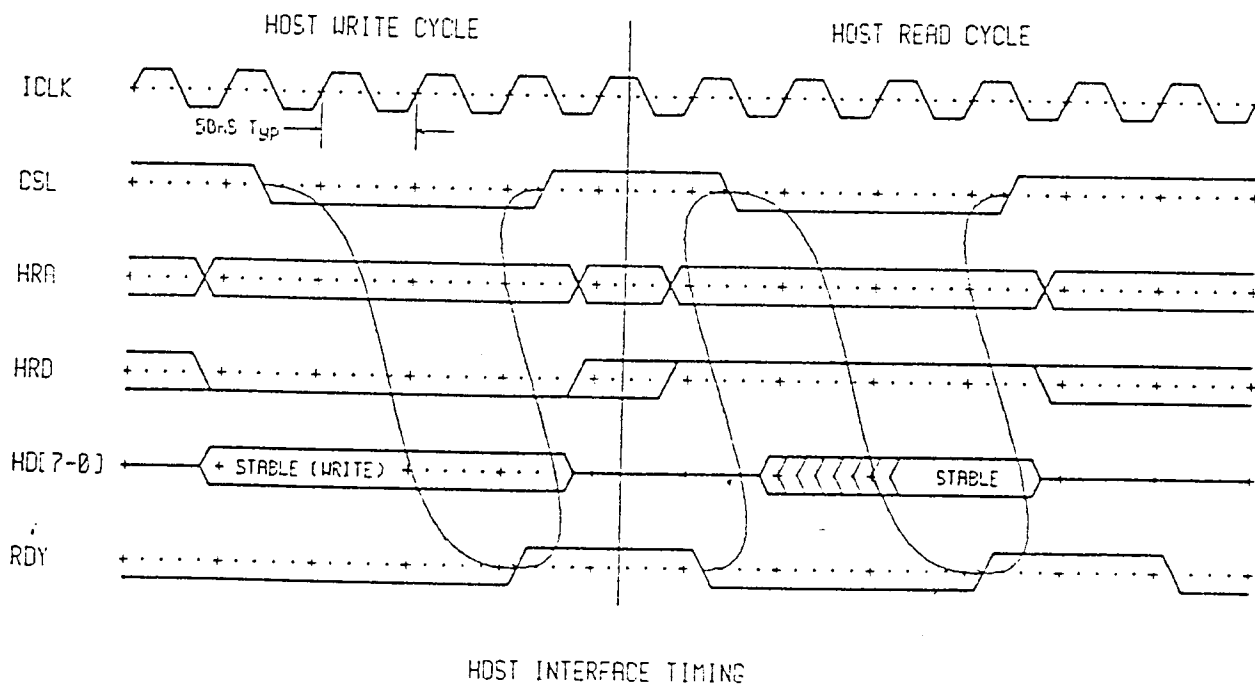 HOST WRITE CYCLE
HOST READ CYCLE
ICLK
50nS Typ
CSL
HRA
HRD
HD[7-0]
STABLE (WRITE)
STABLE
RDY
HOST INTERFACE TIMING